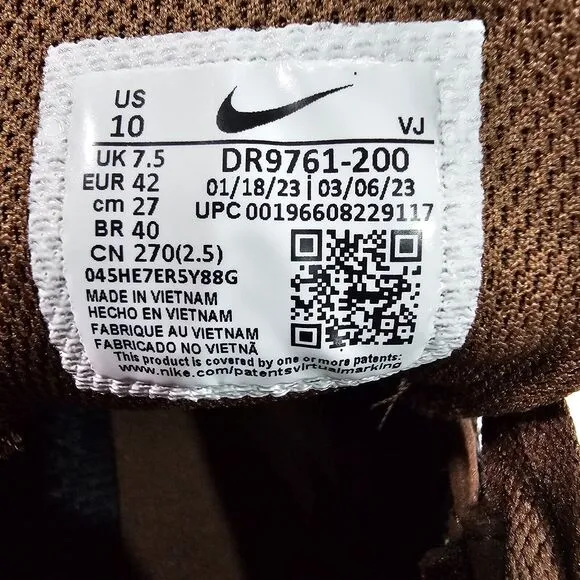 US
10
VJ
UK 7.5
DR9761-200
EUR 42
01/18/23 | 03/06/23
cm 27
UPC 00196608229117
BR 40
CN 270(2.5)
045HE7ER5Y88G
MADE IN VIETNAM
HECHO EN VIETNAM
FABRIQUE AU VIETNAM
FABRICADO NO VIETNÃ
This product is covered by one or more patents:
www.nike.com/patentsvirtualmarking